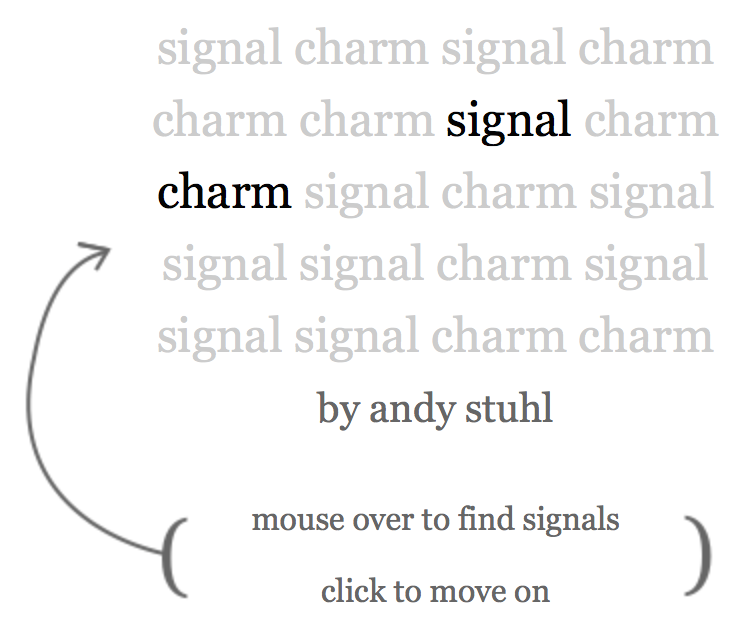 signal charm signal charm
charm charm signal charm
charm signal charm signal
signal signal charm signal
signal signal charm charm
by andy stuhl
( mouse over to find signals )
click to move on